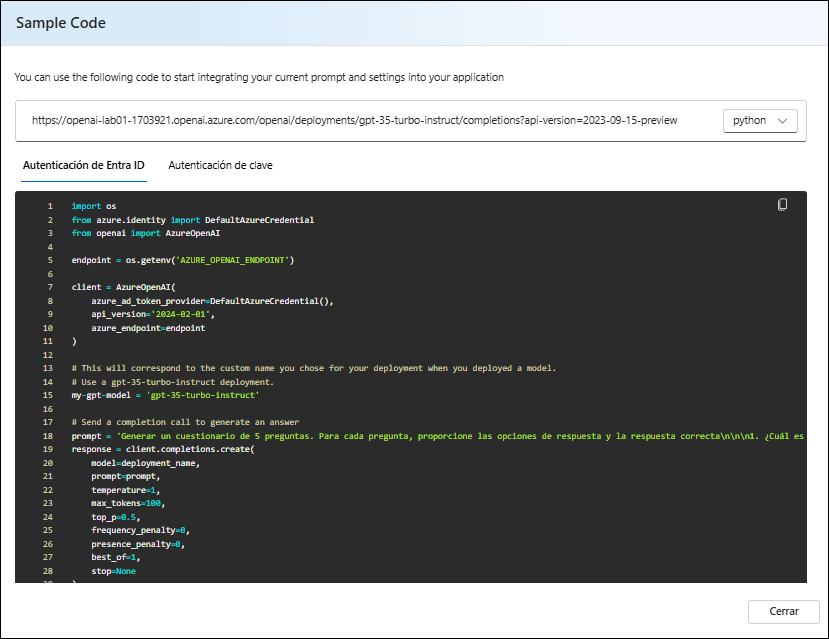 Sample Code
You can use the following code to start integrating your current prompt and settings into your application
https://openai-lab01-1703921.openai.azure.com/openai/deployments/gpt-35-turbo-instruct/completions?api-version=2023-09-15-preview
python
Autenticación de Entra ID Autenticación de clave
1 import os
2 from azure.identity import DefaultAzureCredential
3 from openai import AzureOpenAI
4
5 endpoint = os.getenv('AZURE_OPENAI_ENDPOINT')
6
7 client = AzureOpenAI(
8 azure_ad_token_provider=DefaultAzureCredential(),
9 api_version='2024-02-01',
10 azure_endpoint=endpoint
11 )
12
13 # This will correspond to the custom name you chose for your deployment when you deployed a model.
14 # Use a gpt-35-turbo-instruct deployment.
15 my-gpt-model = 'gpt-35-turbo-instruct'
16
17 # Send a completion call to generate an answer
18 prompt = 'Generar un cuestionario de 5 preguntas. Para cada pregunta, proporcione las opciones de respuesta y la respuesta correcta\n\n\n1. ¿Cuál es
19 response = client.completions.create(
20 model=deployment_name,
21 prompt=prompt,
22 temperature=1,
23 max_tokens=100,
24 top_p=0.5,
25 frequency_penalty=0,
26 presence_penalty=0,
27 best_of=1,
28 stop=None
Cerrar